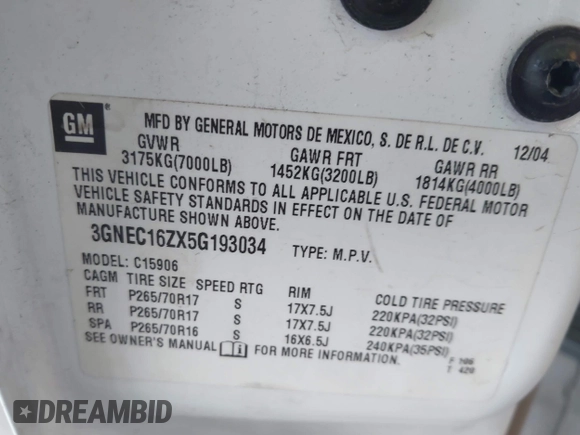 GM ®
MFD BY GENERAL MOTORS DE MEXICO, S. DE R.L. DE C.V. 12/04
GVWR GAWR FRT GAWR RR
3175KG(7000LB) 1452KG(3200LB) 1814KG(4000LB)
THIS VEHICLE CONFORMS TO ALL APPLICABLE U.S. FEDERAL MOTOR
VEHICLE SAFETY STANDARDS IN EFFECT ON THE DATE OF
MANUFACTURE SHOWN ABOVE.
3GNEC16ZX5G193034 TYPE: M.P.V.
MODEL: C15906
CAGM TIRE SIZE SPEED RTG RIM COLD TIRE PRESSURE
FRT P265/70R17 S 17X7.5J 220KPA(32PSI)
RR P265/70R17 S 17X7.5J 220KPA(32PSI)
SPA P265/70R16 S 16X6.5J 240KPA(35PSI)
SEE OWNER'S MANUAL i FOR MORE INFORMATION.
T 420
DREAMBID